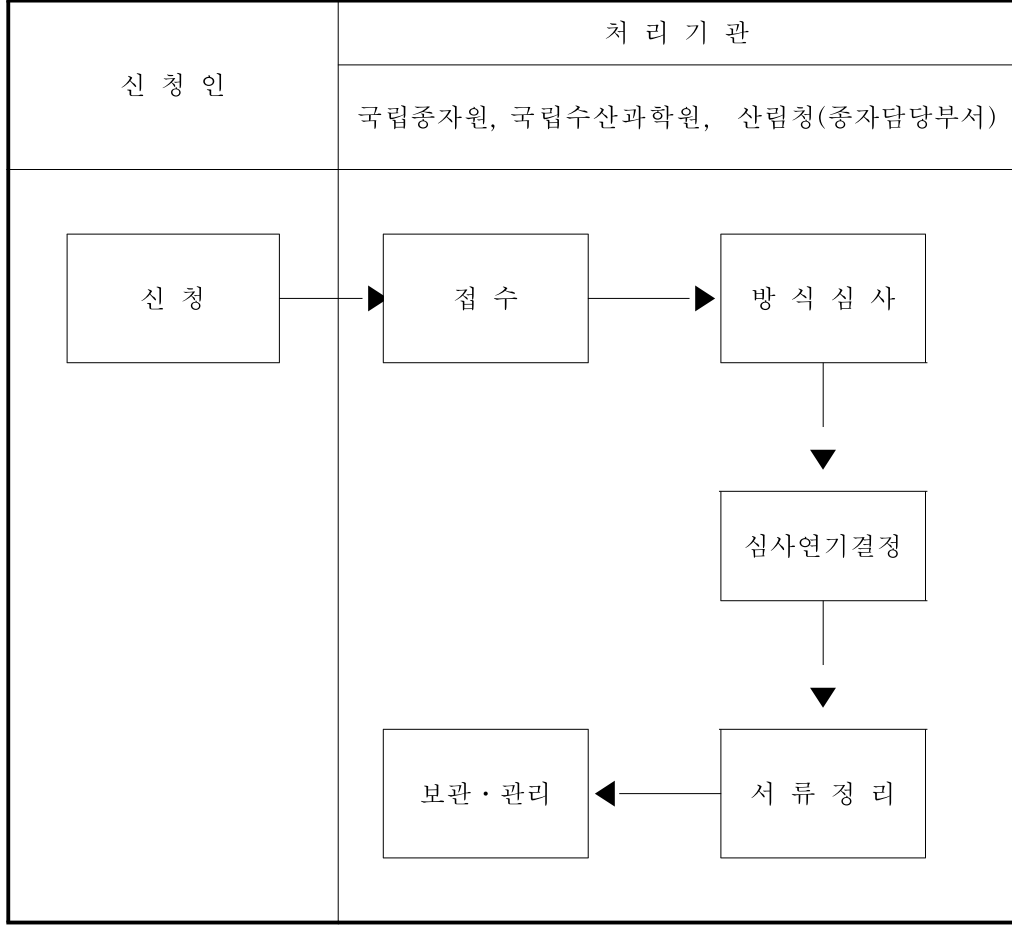 처 리 기 관
신 청 인
국립종자원, 국립수산과학원, 산림청(종자담당부서)
신 청
접 수
방 식 심 사
심사연기결정
서 류 정 리
보관·관리